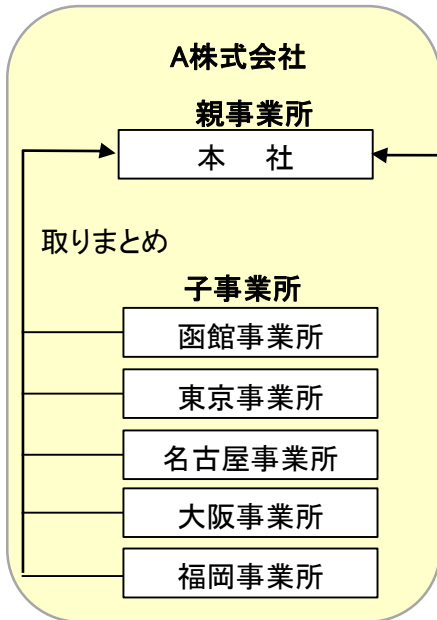 A株式会社
親事業所
本　社
取りまとめ
子事業所
函館事業所
東京事業所
名古屋事業所
大阪事業所
福岡事業所